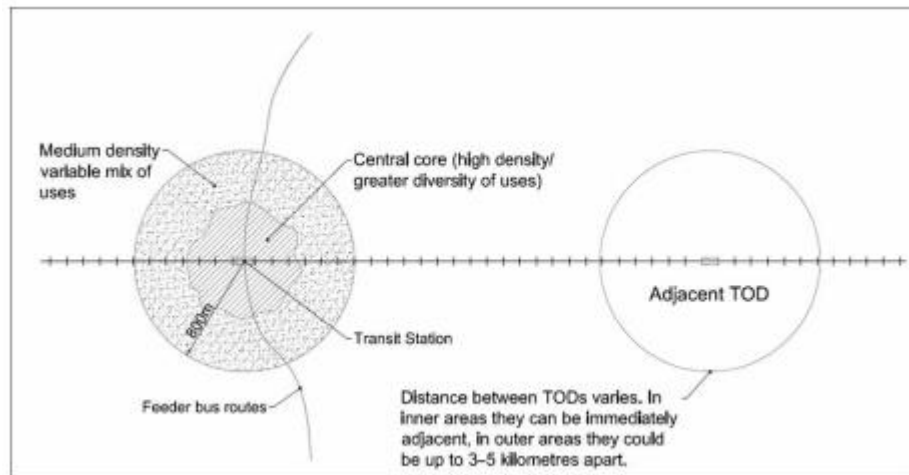 Medium density
variable mix of
uses
Central core (high density/
greater diversity of uses)
Adjacent TOD
800m
Transit Station
Feeder bus routes
Distance between TODs varies. In
inner areas they can be immediately
adjacent, in outer areas they could
be up to 3–5 kilometres apart.